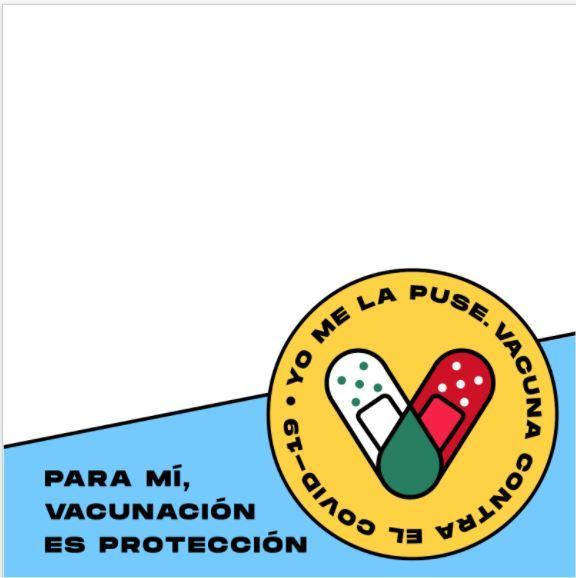 YO ME LA PUSE. VACUNA CONTRA EL COVID-19 •
PARA MÍ,
VACUNACIÓN
ES PROTECCIÓN